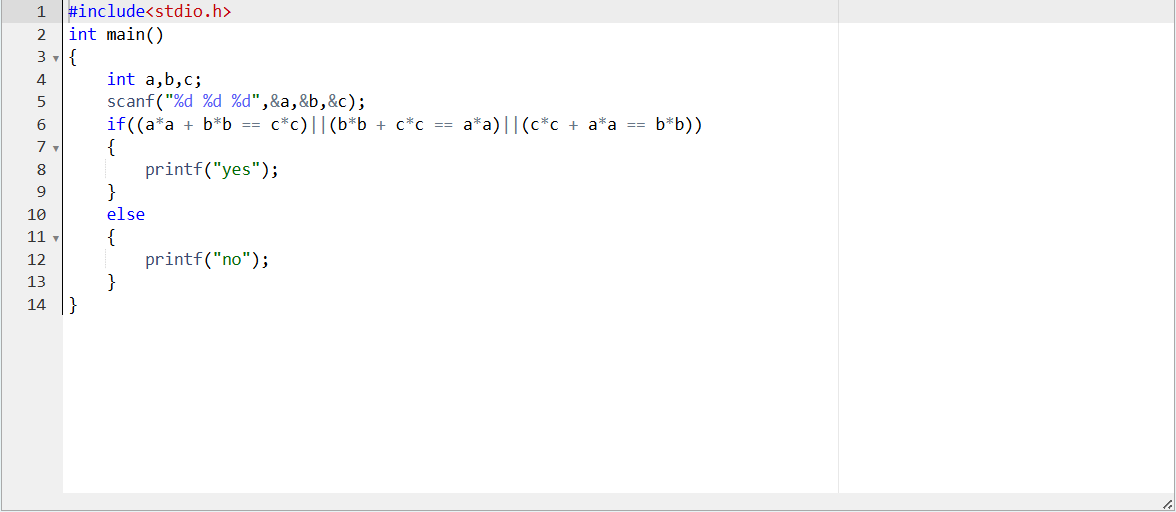 1 #include<stdio.h>
2 int main()
3 {
4     int a,b,c;
5     scanf("%d %d %d",&a,&b,&c);
6     if((a*a + b*b == c*c)||(b*b + c*c == a*a)||(c*c + a*a == b*b))
7     {
8         printf("yes");
9     }
10     else
11     {
12         printf("no");
13     }
14 }